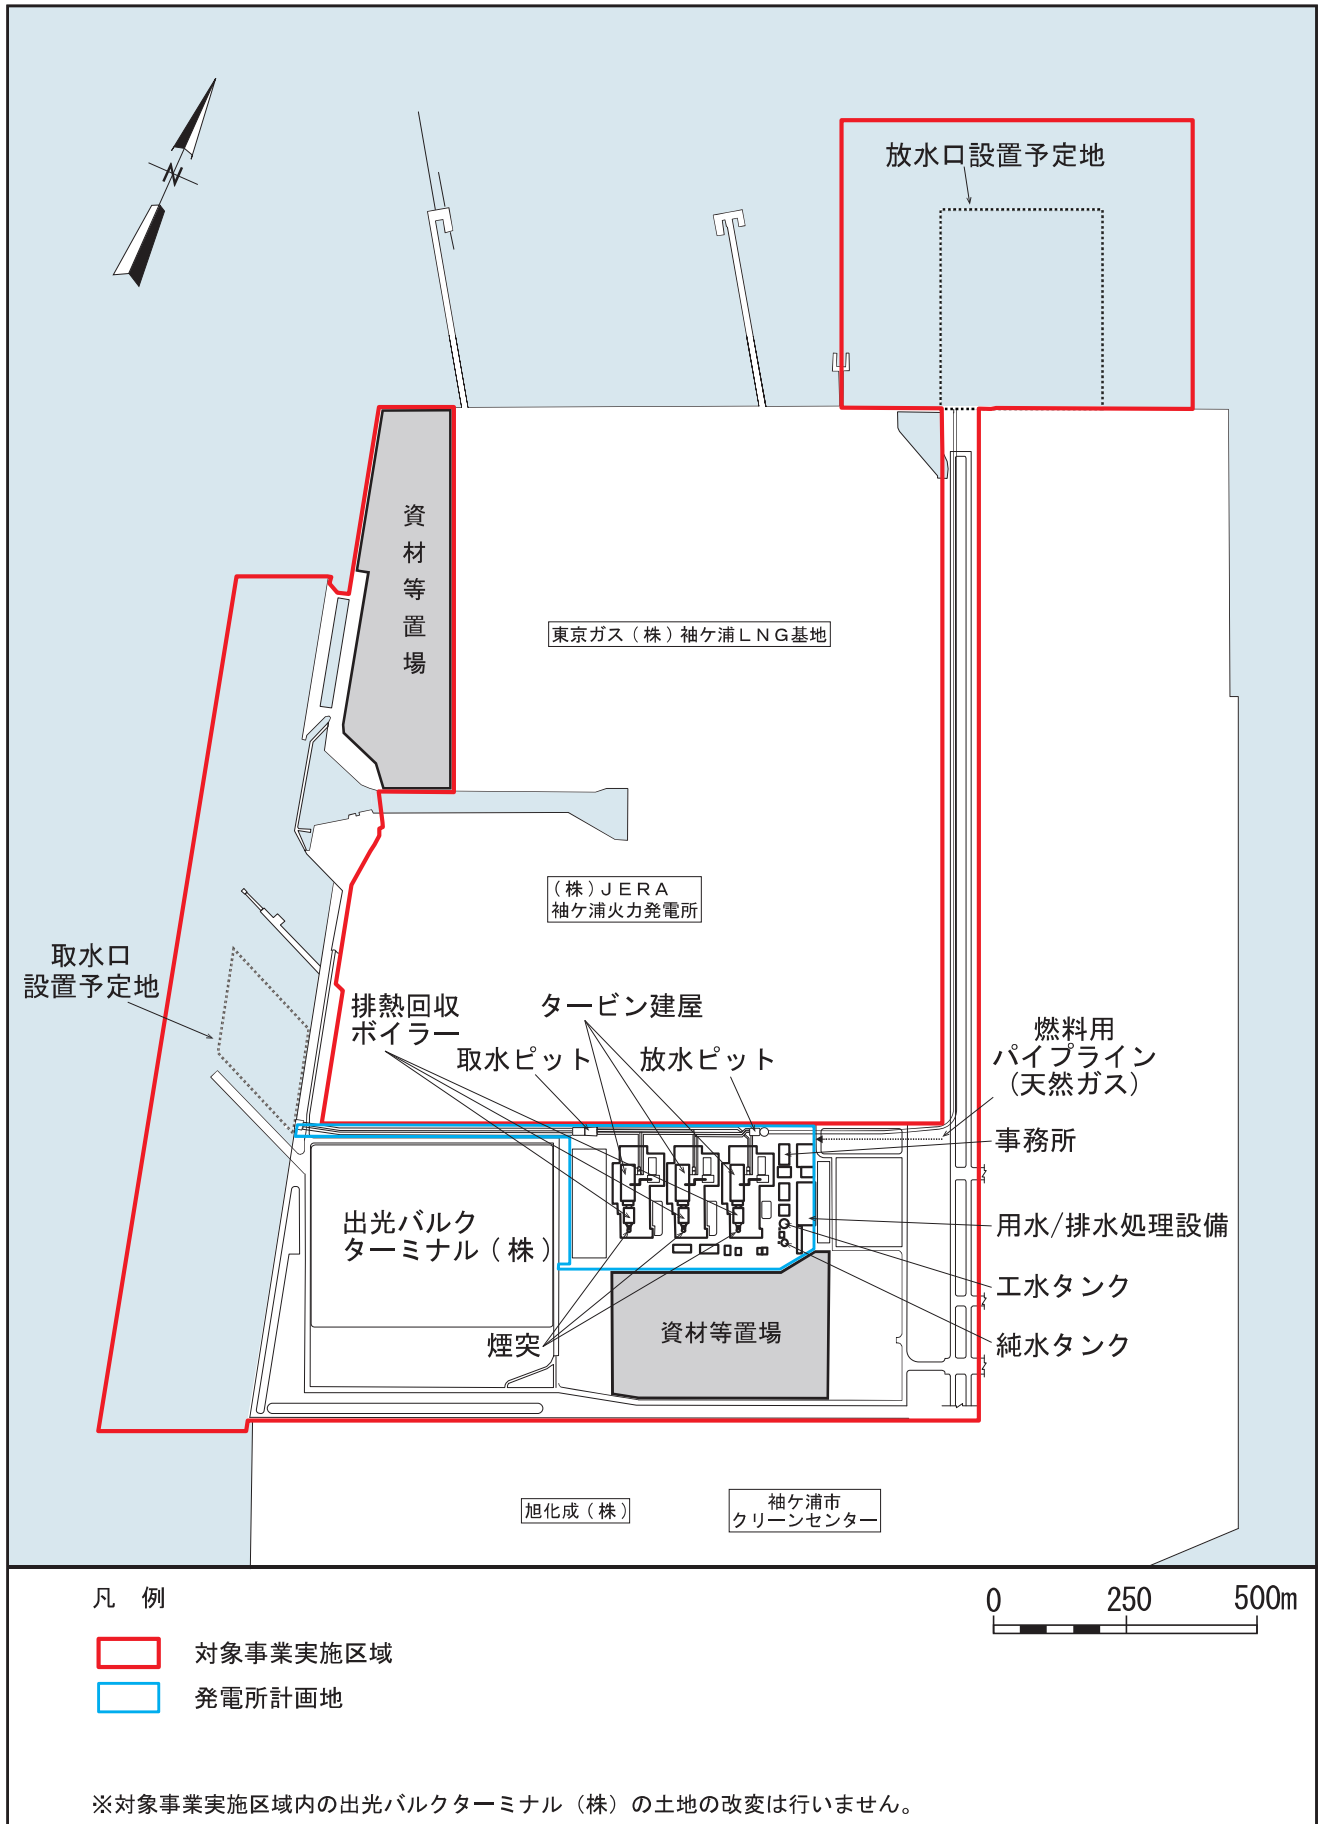 N
放水口設置予定地
資材等置場
東京ガス（株）袖ケ浦ＬＮＧ基地
（株）ＪＥＲＡ
袖ケ浦火力発電所
取水口
設置予定地
排熱回収
ボイラー
タービン建屋
取水ピット
放水ピット
燃料用
パイプライン
（天然ガス）
事務所
出光バルク
ターミナル（株）
用水/排水処理設備
工水タンク
煙突
資材等置場
純水タンク
旭化成（株）
袖ケ浦市
クリーンセンター
凡　例
0 250 500m
対象事業実施区域
発電所計画地
※対象事業実施区域内の出光バルクターミナル（株）の土地の改変は行いません。